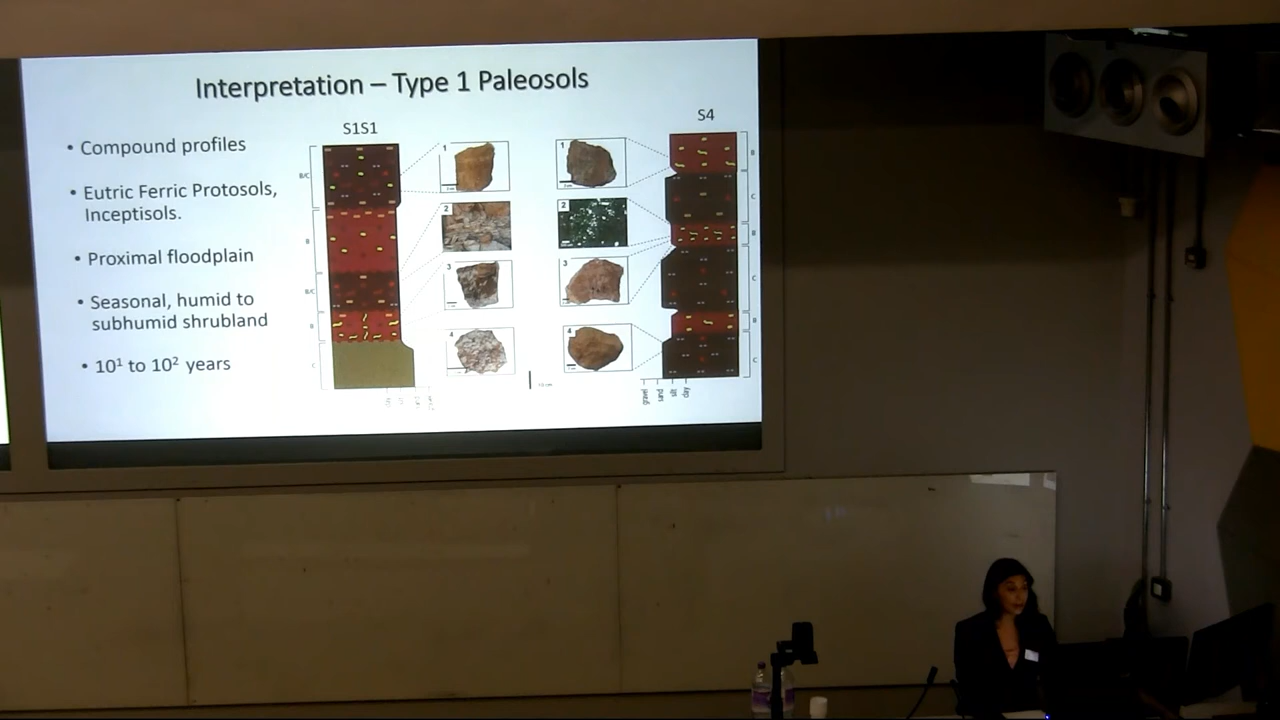 Interpretation – Type 1 Paleosols
S1S1
S4
• Compound profiles
• Eutric Ferric Protosols,
Inceptisols.
• Proximal floodplain
• Seasonal, humid to
subhumid shrubland
• 10¹ to 10² years
B/C
B
B/C
B
C
1
2
3
4
1
2
3
4
B
C
B
C
B
C
gravel
sand
silt
clay